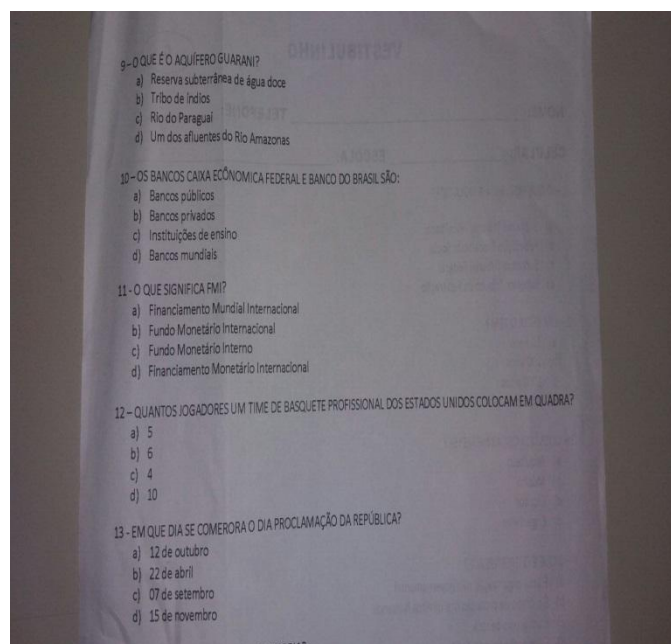 9 – O QUE É O AQUÍFERO GUARANI?
a) Reserva subterrânea de água doce
b) Tribo de índios
c) Rio do Paraguai
d) Um dos afluentes do Rio Amazonas
10 – OS BANCOS CAIXA ECÔNOMICA FEDERAL E BANCO DO BRASIL SÃO:
a) Bancos públicos
b) Bancos privados
c) Instituições de ensino
d) Bancos mundiais
11 - O QUE SIGNIFICA FMI?
a) Financiamento Mundial Internacional
b) Fundo Monetário Internacional
c) Fundo Monetário Interno
d) Financiamento Monetário Internacional
12 – QUANTOS JOGADORES UM TIME DE BASQUETE PROFISSIONAL DOS ESTADOS UNIDOS COLOCAM EM QUADRA?
a) 5
b) 6
c) 4
d) 10
13 - EM QUE DIA SE COMERORA O DIA PROCLAMAÇÃO DA REPÚBLICA?
a) 12 de outubro
b) 22 de abril
c) 07 de setembro
d) 15 de novembro